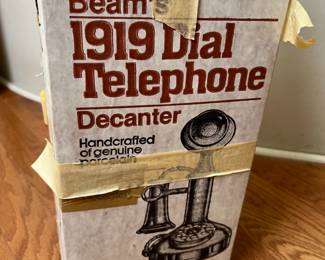 Beam's
1919 Dial
Telephone
Decanter
Handcrafted
of genuine
porcelain